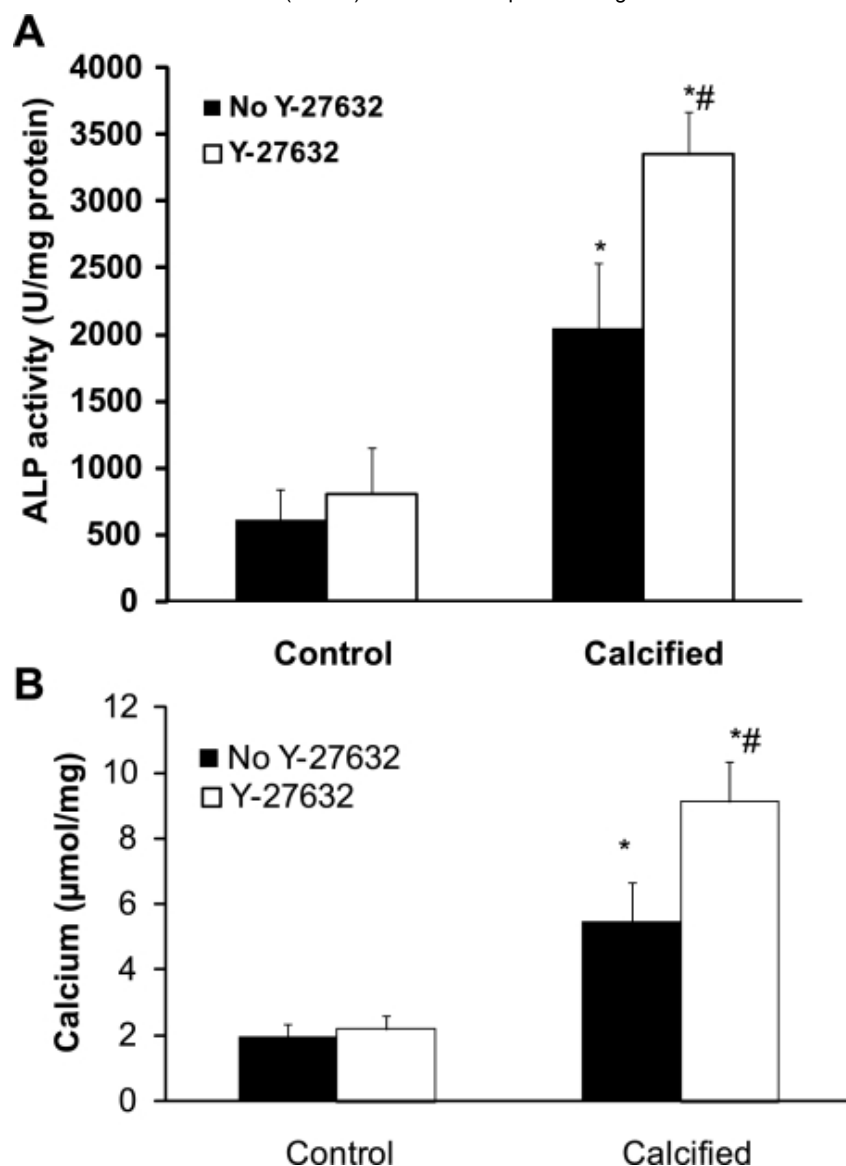 A
4000
3500
3000
2500
2000
1500
1000
500
0
ALP activity (U/mg protein)
No Y-27632
Y-27632
*
*#
Control
Calcified
B
12
10
8
6
4
2
0
Calcium (μmol/mg)
No Y-27632
Y-27632
*
*#
Control
Calcified